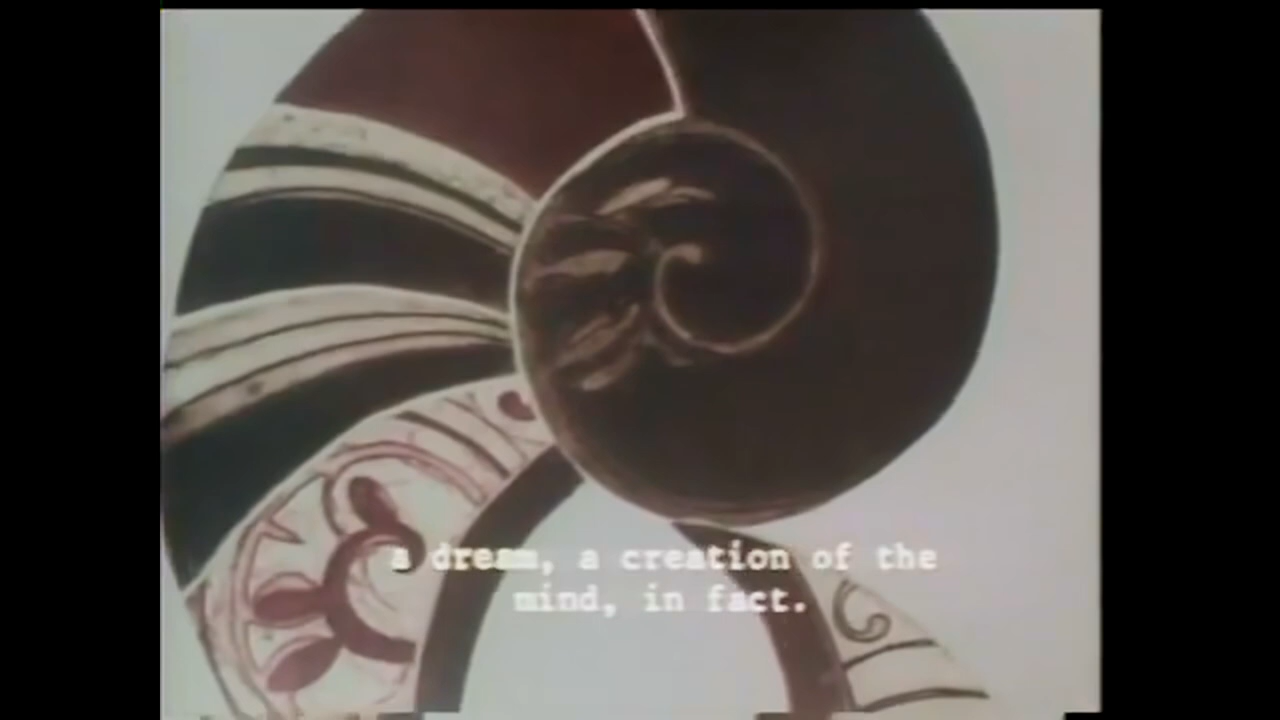 a dream, a creation of the
mind, in fact.